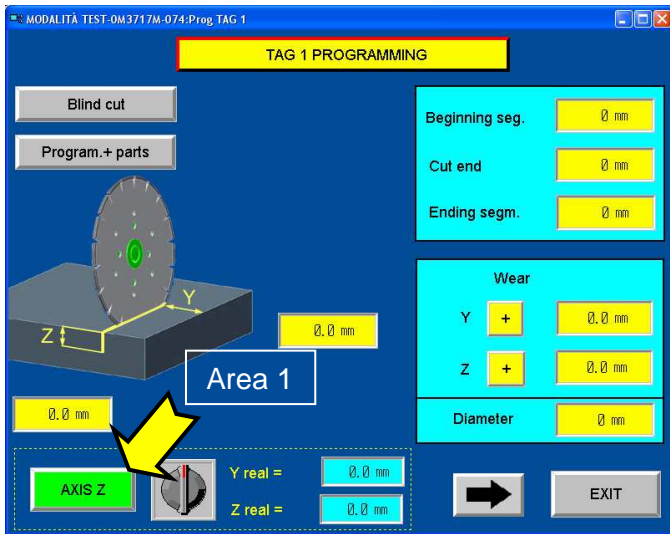 MODALITÀ TEST-0M3717M-074:Prog TAG 1
TAG 1 PROGRAMMING
Blind cut
Program.+ parts
Beginning seg. 0 mm
Cut end 0 mm
Ending segm. 0 mm
Y
Z
0.0 mm
Area 1
0.0 mm
Wear
Y + 0.0 mm
Z + 0.0 mm
Diameter 0 mm
AXIS Z
Y real = 0.0 mm
Z real = 0.0 mm
EXIT